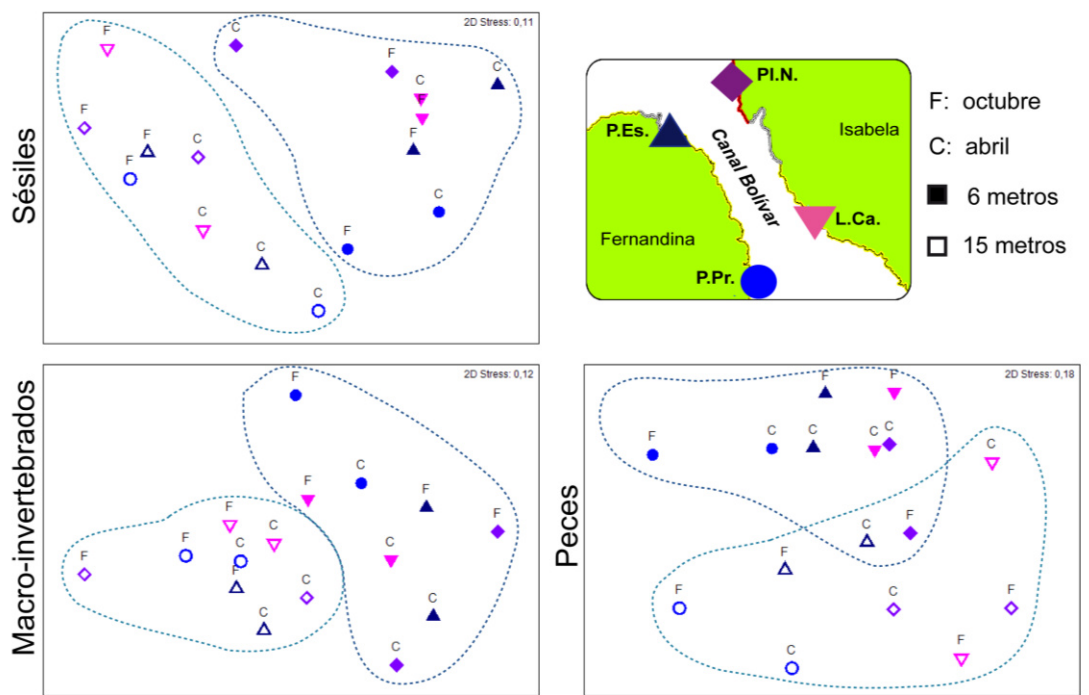 Sésiles
2D Stress: 0,11
F
C
F
C
F
F
C
F
F
C
F
C
C
C
F
C
Pl.N.
P.Es.
Canal Bolívar
Isabela
Fernandina
L.Ca.
P.Pr.
F: octubre
C: abril
6 metros
15 metros
Macro-invertebrados
2D Stress: 0,12
F
C
F
F
F
F
C
F
C
C
F
F
C
C
C
C
Peces
2D Stress: 0,18
F
F
F
C
C
C
C
C
C
F
F
F
C
F
F
C